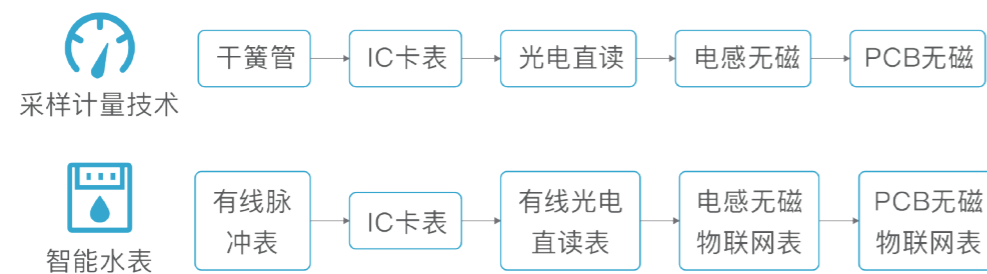 干簧管
IC卡表
光电直读
电感无磁
PCB无磁
采样计量技术
有线脉
冲表
IC卡表
有线光电
直读表
电感无磁
物联网表
PCB无磁
物联网表
智能水表